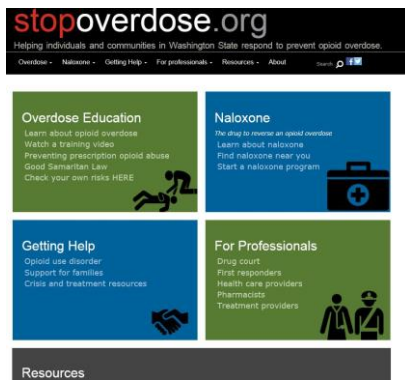 stopoverdose.org
Helping individuals and communities in Washington State respond to prevent opioid overdose.
Overdose - Naloxone - Getting Help - For professionals - Resources - About Search
Overdose Education
Learn about opioid overdose
Watch a training video
Preventing prescription opioid abuse
Good Samaritan Law
Check your own risks HERE
Naloxone
The drug to reverse an opioid overdose
Learn about naloxone
Find naloxone near you
Start a naloxone program
Getting Help
Opioid use disorder
Support for families
Crisis and treatment resources
For Professionals
Drug court
First responders
Health care providers
Pharmacists
Treatment providers
Resources